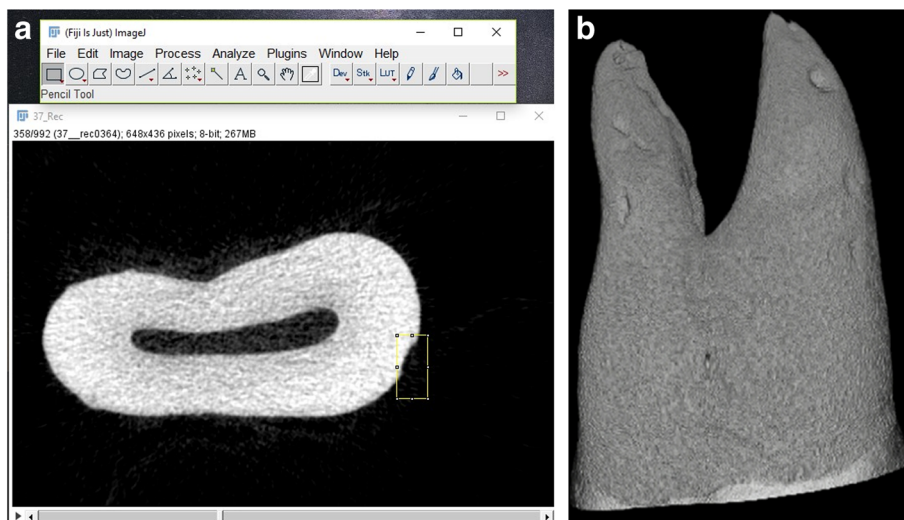 a
(Fiji Is Just) ImageJ
File Edit Image Process Analyze Plugins Window Help
A Dev Stk LUT >>
Pencil Tool
37_Rec
358/992 (37__rec0364); 648x436 pixels; 8-bit; 267MB
b